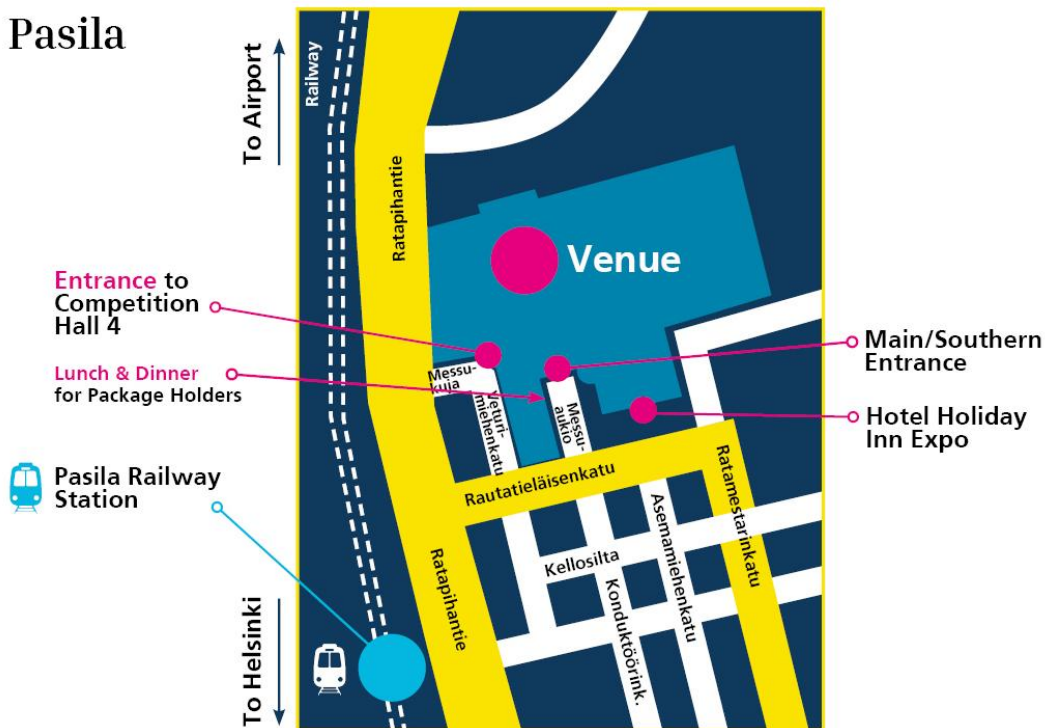 Pasila
To Airport
Railway
Ratapihantie
Venue
Entrance to
Competition
Hall 4
Main/Southern
Entrance
Lunch & Dinner
for Package Holders
Messu-
kuja
Veturi-
miehenkatu
Messu-
aukio
Hotel Holiday
Inn Expo
Pasila Railway
Station
Rautatieläisenkatu
Ratamestarinkatu
Asemamiehenkatu
Kellosilta
Konduktöörink.
Ratapihantie
To Helsinki